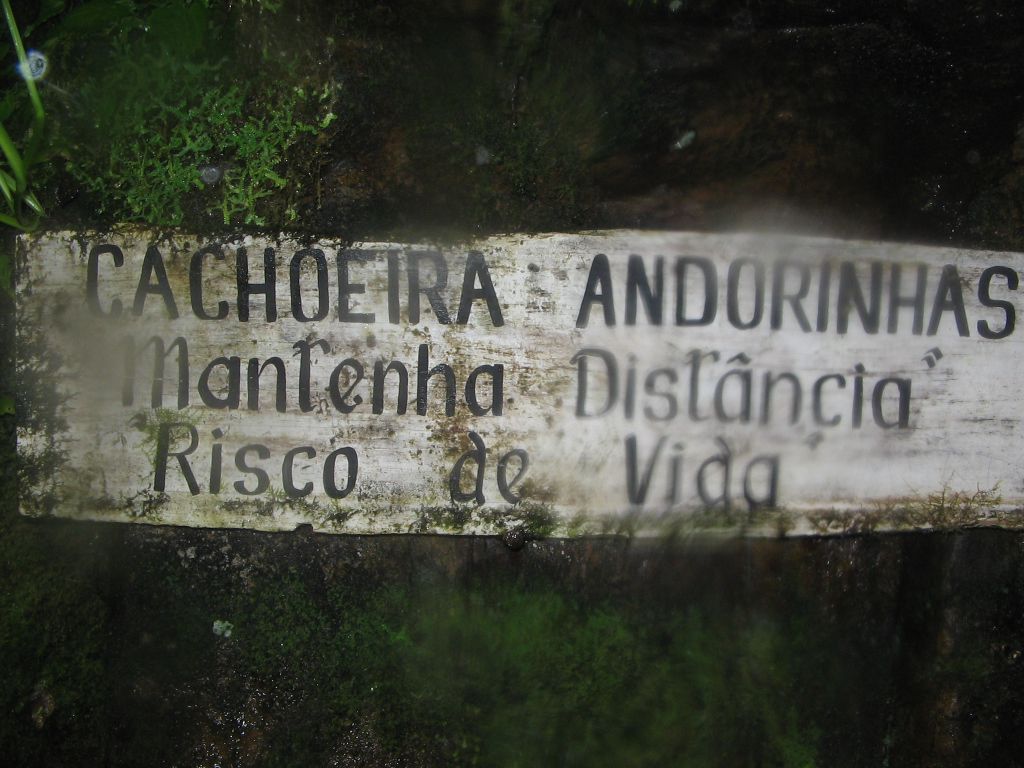 CACHOEIRA ANDORINHAS
Mantenha Distância"
Risco de Vida